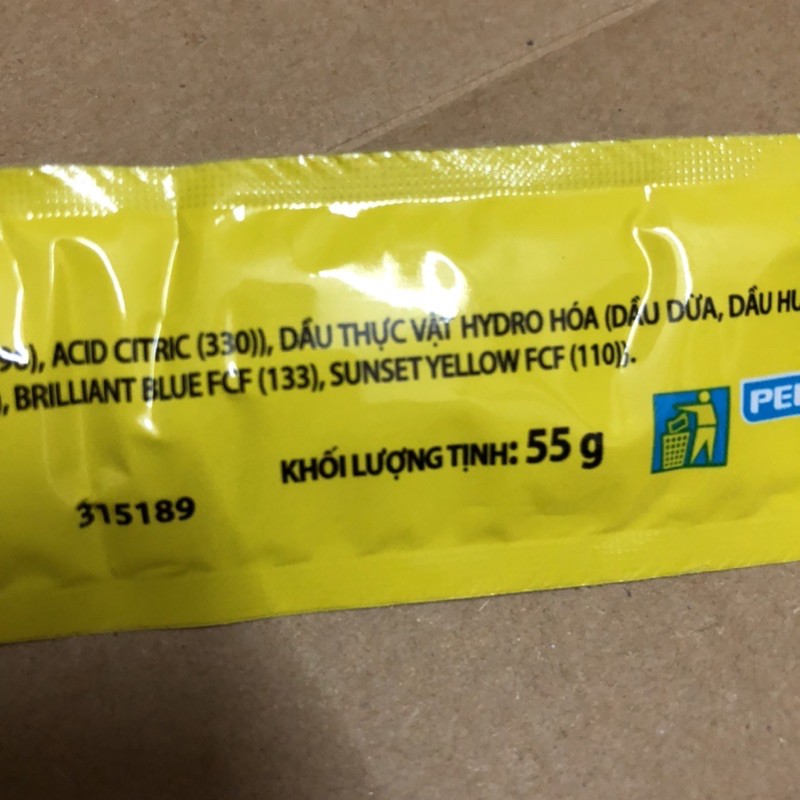 ACID CITRIC (330)), DẦU THỰC VẬT HYDRO HÓA (DẦU DỪA, DẦU
BRILLIANT BLUE FCF (133), SUNSET YELLOW FCF (110)}.
KHỐI LƯỢNG TỊNH: 55 g
315189